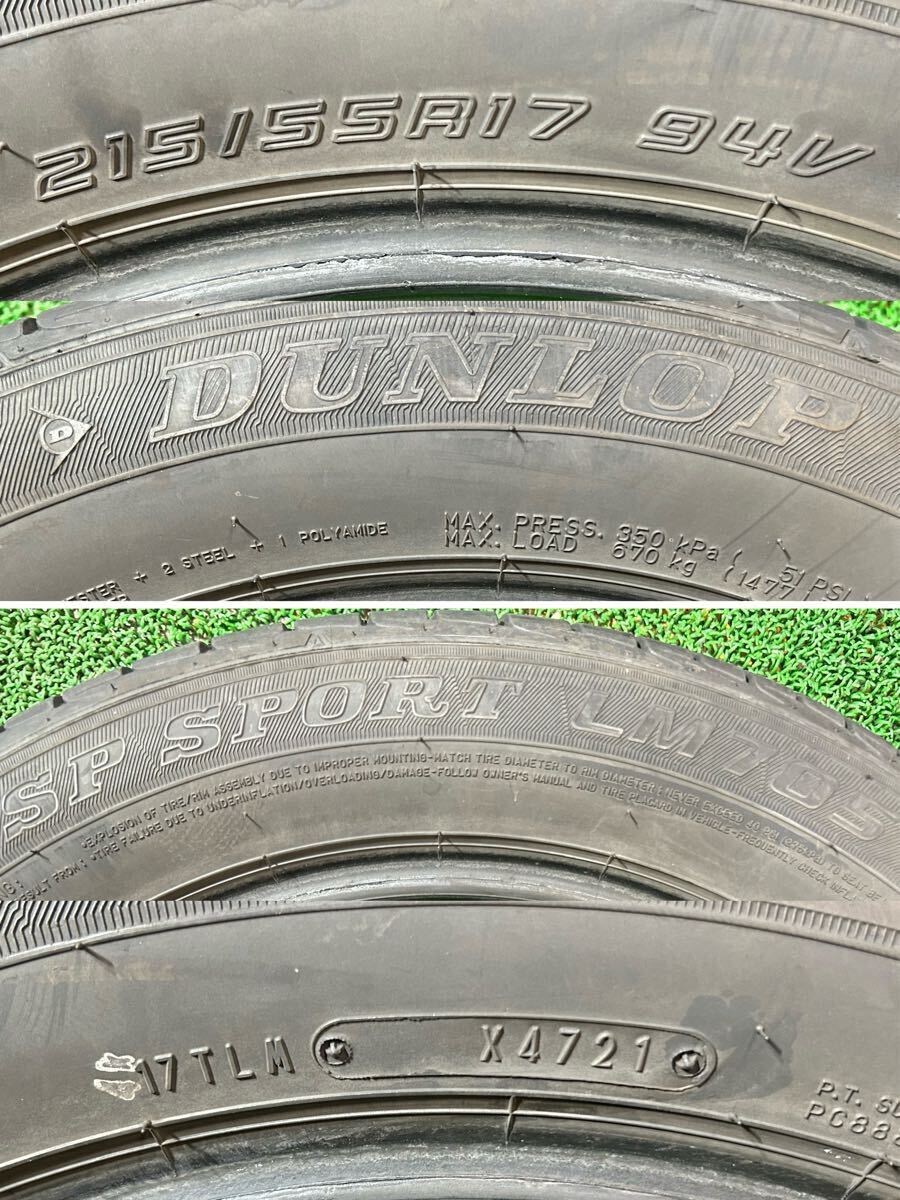 215/55R17 94V
D DUNLOP
+ 2 STEEL + 1 POLYAMIDE
MAX. PRESS. 350 kPa ( 51 PSI
MAX. LOAD 670 kg (1477
SP SPORT LM 705
EXPLOSION OF TIRE/RIM ASSEMBLY DUE TO IMPROPER MOUNTING-MATCH TIRE DIAMETER TO RIM DIAMETER; NEVER EXCEED
FROM: •TIRE FAILURE DUE TO UNDERINFLATION/OVERLOADING/DAMAGE-FOLLOW OWNER'S MANUAL AND TIRE PLACARD IN VEHICLE-FREQUENTLY CHECK
17TLM X4721
P.T.